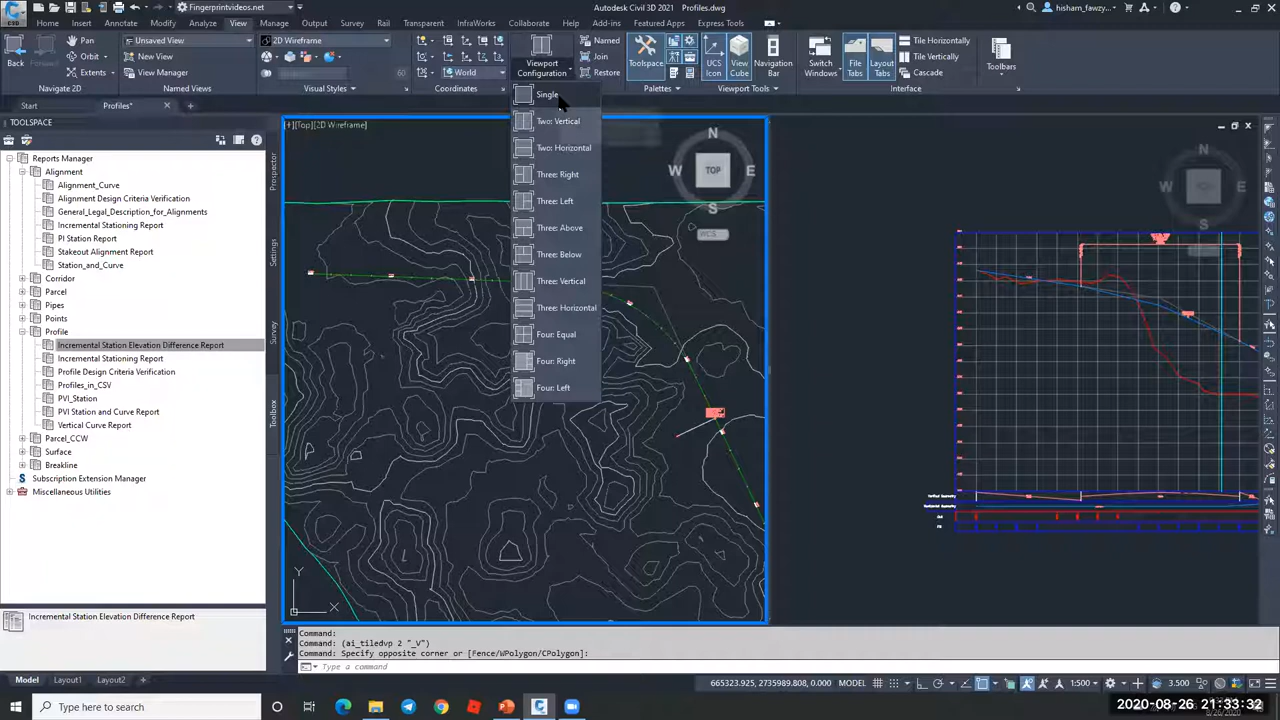 Fingerprintvideos.net
Autodesk Civil 3D 2021 Profiles.dwg
hisham_fawzy...
Home Insert Annotate Modify Analyze View Manage Output Survey Rail Transparent InfraWorks Collaborate Help Add-ins Featured Apps Express Tools
Back
Forward
Pan
Orbit
Extents
Navigate 2D
Unsaved View
New View
View Manager
Named Views
2D Wireframe
60
Visual Styles
World
Coordinates
Viewport
Configuration
Named
Join
Restore
Toolspace
Palettes
UCS
Icon
View
Cube
Navigation
Bar
Viewport Tools
Switch
Windows
File
Tabs
Layout
Tabs
Tile Horizontally
Tile Vertically
Cascade
Interface
Toolbars
Start
Profiles*
TOOLSPACE
Reports Manager
Alignment
Alignment_Curve
Alignment Design Criteria Verification
General_Legal_Description_for_Alignments
Incremental Stationing Report
PI Station Report
Stakeout Alignment Report
Station_and_Curve
Corridor
Parcel
Pipes
Points
Profile
Incremental Station Elevation Difference Report
Incremental Stationing Report
Profile Design Criteria Verification
Profiles_in_CSV
PVI_Station
PVI Station and Curve Report
Vertical Curve Report
Parcel_CCW
Surface
Breakline
Subscription Extension Manager
Miscellaneous Utilities
Incremental Station Elevation Difference Report
Prospector
Settings
Survey
Toolbox
[+][Top][2D Wireframe]
Single
Two: Vertical
Two: Horizontal
Three: Right
Three: Left
Three: Above
Three: Below
Three: Vertical
Three: Horizontal
Four: Equal
Four: Right
Four: Left
N
W
TOP
E
S
WCS
N
W
E
S
Y
X
Vertical Geometry
Horizontal Geometry
Command:
Command: (ai_tiledvp 2 "_V")
Command: Specify opposite corner or [Fence/WPolygon/CPolygon]:
Type a command
Model Layout1 Layout2
665323.925, 2735989.808, 0.000 MODEL
1:500
3.500
Type here to search
2020-08-26 21:33:32